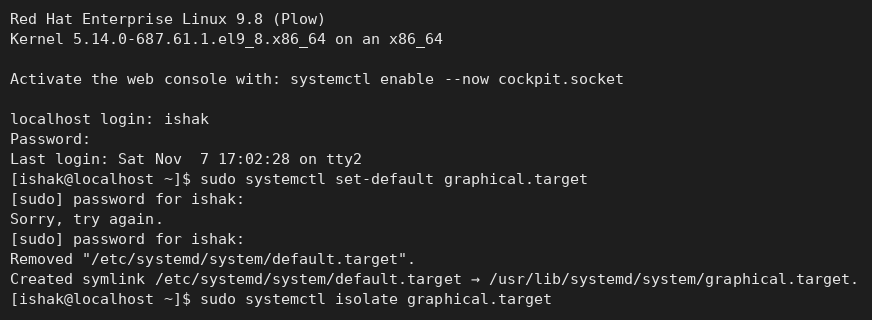 Red Hat Enterprise Linux 9.8 (Plow)
Kernel 5.14.0-687.61.1.el9_8.x86_64 on an x86_64
Activate the web console with: systemctl enable --now cockpit.socket
localhost login: ishak
Password:
Last login: Sat Nov  7 17:02:28 on tty2
[ishak@localhost ~]$ sudo systemctl set-default graphical.target
[sudo] password for ishak:
Sorry, try again.
[sudo] password for ishak:
Removed "/etc/systemd/system/default.target".
Created symlink /etc/systemd/system/default.target → /usr/lib/systemd/system/graphical.target.
[ishak@localhost ~]$ sudo systemctl isolate graphical.target